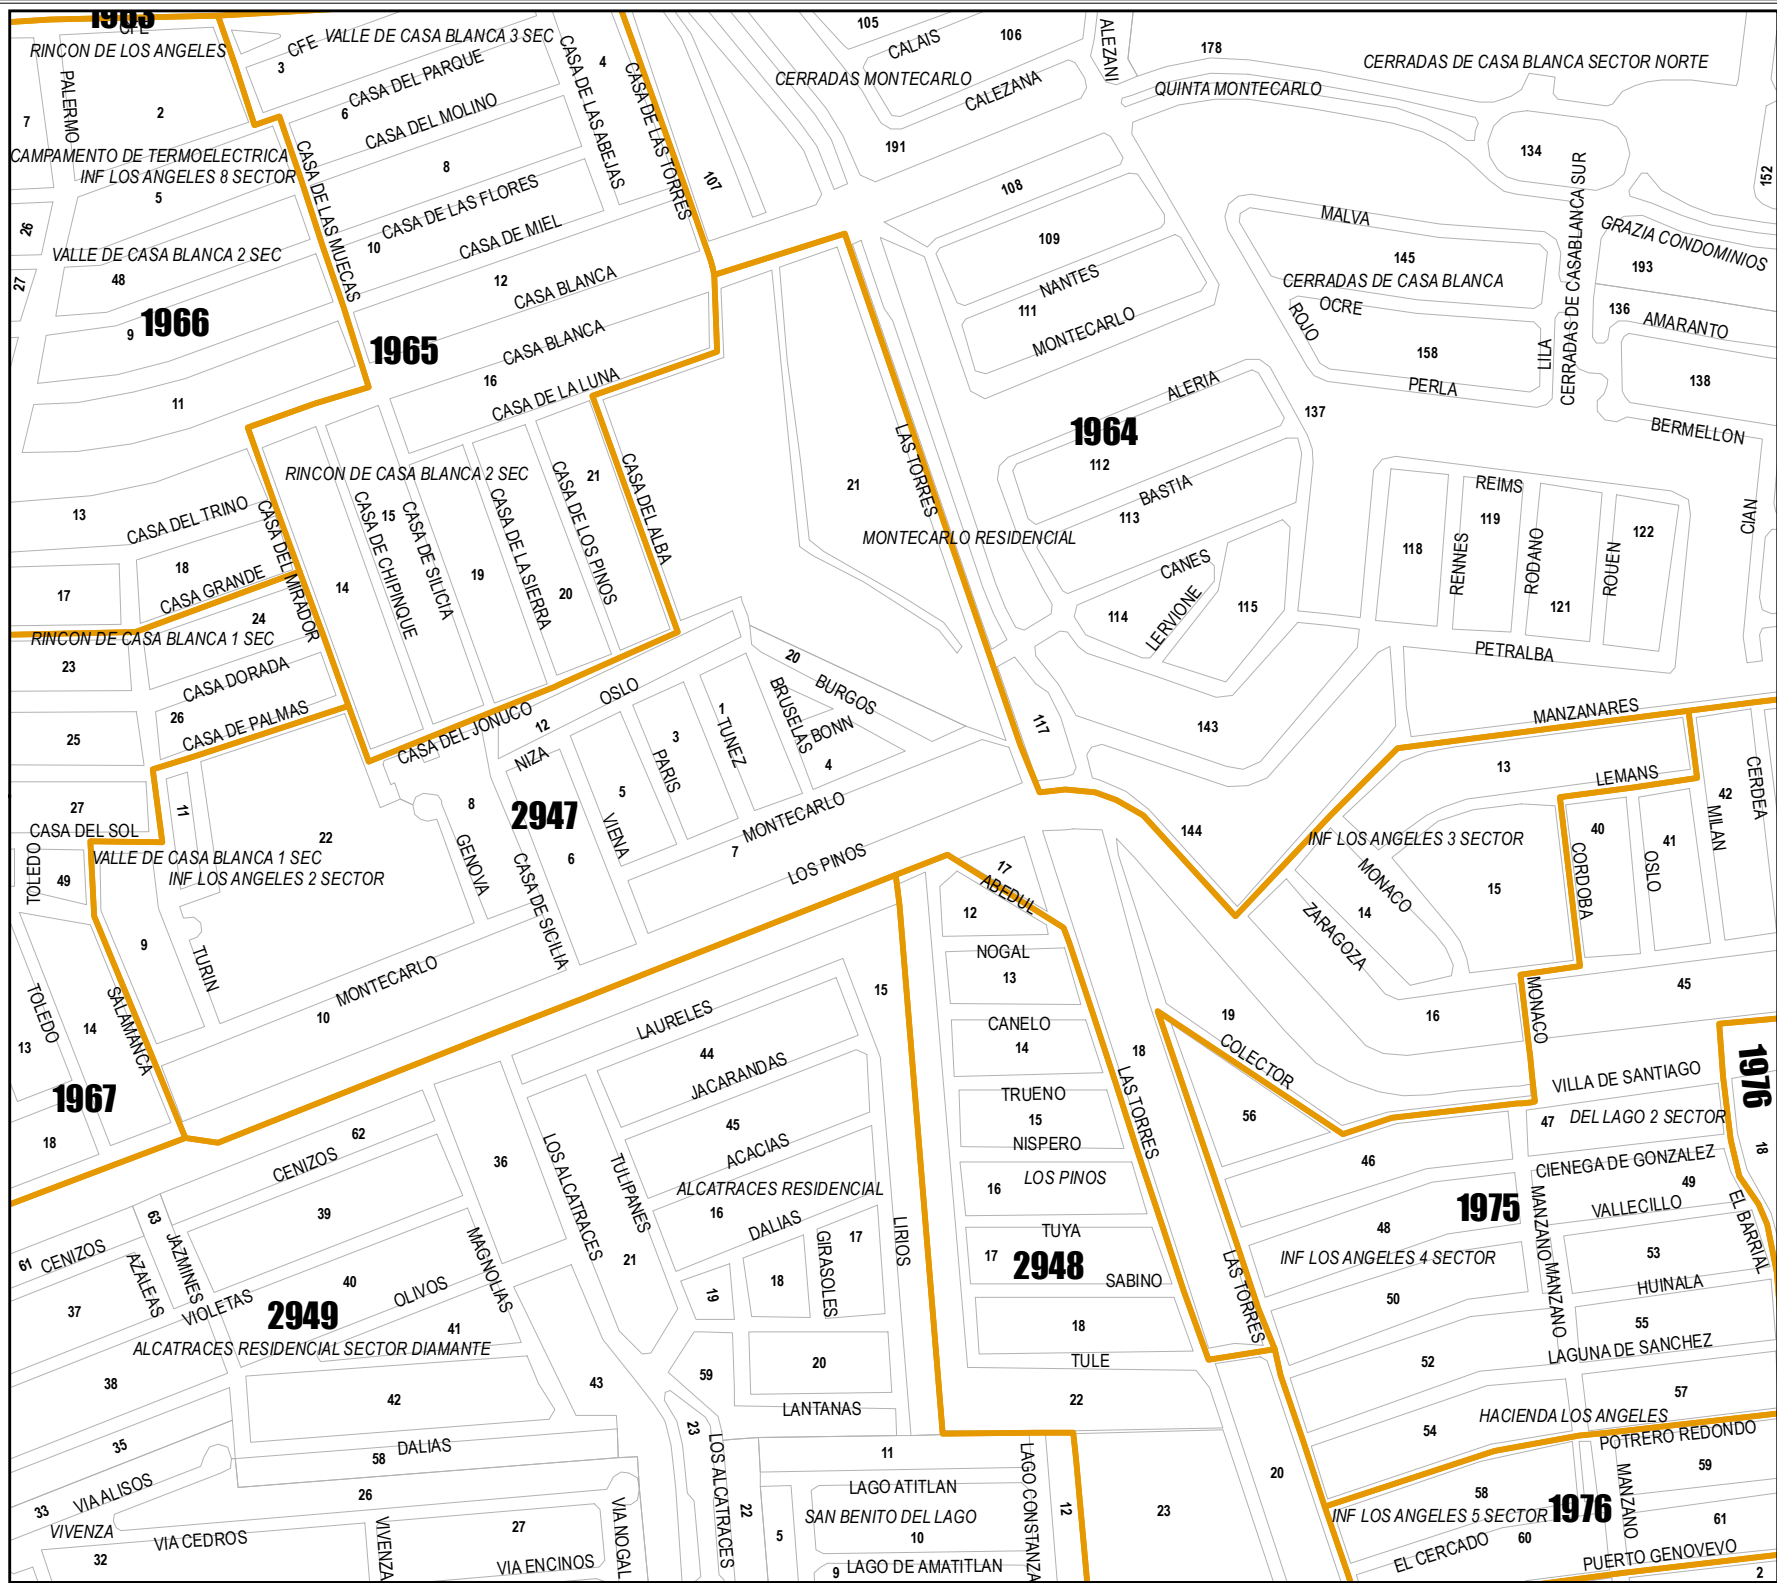 1963
CFE
RINCON DE LOS ANGELES
PALERMO
7
2
CFE
3
VALLE DE CASA BLANCA 3 SEC
CASA DEL PARQUE
6
CASA DEL MOLINO
8
CASA DE LAS ABEJAS
4
CASA DE LAS TORRES
107
105
CALAIS
106
CERRADAS MONTECARLO
CALEZANA
ALEZANI
178
CERRADAS DE CASA BLANCA SECTOR NORTE
QUINTA MONTECARLO
191
134
152
CAMPAMENTO DE TERMOELECTRICA
INF LOS ANGELES 8 SECTOR
5
26
27
VALLE DE CASA BLANCA 2 SEC
48
9
1966
11
CASA DE LAS MUECAS
CASA DE LAS FLORES
10
CASA DE MIEL
12
CASA BLANCA
CASA BLANCA
1965
16
CASA DE LA LUNA
108
109
NANTES
111
MONTECARLO
MALVA
145
CERRADAS DE CASA BLANCA
OCRE
ROJO
158
PERLA
LILA
CERRADAS DE CASABLANCA SUR
GRAZIA CONDOMINIOS
193
136
AMARANTO
138
BERMELLON
ALERIA
137
1964
112
BASTIA
113
CANES
LERVIONE
114
115
LAS TORRES
21
MONTECARLO RESIDENCIAL
REIMS
118
RENNES
119
RODANO
121
ROUEN
122
CIAN
PETRALBA
RINCON DE CASA BLANCA 2 SEC
13
CASA DEL TRINO
18
CASA GRANDE
17
CASA DEL MIRADOR
14
15
CASA DE CHIPINQUE
CASA DE SILICIA
19
CASA DE LA SIERRA
20
CASA DE LOS PINOS
21
CASA DEL ALBA
24
RINCON DE CASA BLANCA 1 SEC
23
CASA DORADA
26
CASA DE PALMAS
25
27
CASA DEL SOL
TOLEDO
49
11
22
VALLE DE CASA BLANCA 1 SEC
INF LOS ANGELES 2 SECTOR
CASA DEL JONUCO
12
OSLO
NIZA
8
2947
GENOVA
CASA DE SICILIA
6
VIENA
5
PARIS
3
1
TUNEZ
BRUSELAS
BONN
4
20
BURGOS
MONTECARLO
7
LOS PINOS
117
143
MANZANARES
13
LEMANS
144
INF LOS ANGELES 3 SECTOR
MONACO
15
14
ZARAGOZA
CORDOBA
40
OSLO
41
MILAN
42
CERDEA
45
16
MONACO
9
TURIN
MONTECARLO
10
TOLEDO
14
SALAMANCA
13
1967
18
17
ABEDUL
12
NOGAL
13
CANELO
14
TRUENO
15
NISPERO
LOS PINOS
16
TUYA
17
2948
SABINO
18
TULE
22
LAS TORRES
18
19
COLECTOR
56
LAS TORRES
VILLA DE SANTIAGO
47
DEL LAGO 2 SECTOR
1976
18
46
CIENEGA DE GONZALEZ
49
1975
VALLECILLO
EL BARRIAL
48
MANZANO
MANZANO
53
INF LOS ANGELES 4 SECTOR
HUINALA
50
55
LAGUNA DE SANCHEZ
52
57
HACIENDA LOS ANGELES
54
POTRERO REDONDO
59
58
MANZANO
INF LOS ANGELES 5 SECTOR
1976
61
60
EL CERCADO
PUERTO GENOVEVO
2
LAURELES
15
44
JACARANDAS
45
ACACIAS
ALCATRACES RESIDENCIAL
16
DALIAS
17
LIRIOS
TULIPANES
21
GIRASOLES
18
19
20
59
LANTANAS
36
LOS ALCATRACES
62
CENIZOS
39
63
JAZMINES
61
CENIZOS
AZALEAS
37
VIOLETAS
40
OLIVOS
MAGNOLIAS
2949
41
ALCATRACES RESIDENCIAL SECTOR DIAMANTE
38
42
43
35
DALIAS
58
33
VIA ALISOS
26
VIVENZA
VIA CEDROS
32
VIVENZA
27
VIA ENCINOS
VIA NOGAL
23
LOS ALCATRACES
22
11
LAGO ATITLAN
SAN BENITO DEL LAGO
5
10
9
LAGO DE AMATITLAN
LAGO CONSTANZA
12
23
20